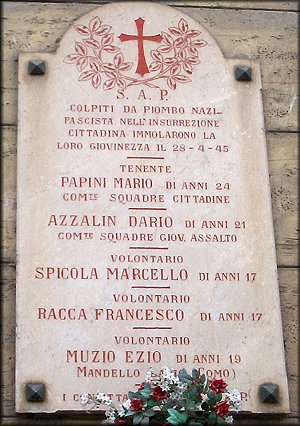 S. A. P.
COLPITI DA PIOMBO NAZI-
FASCISTA NELL'INSURREZIONE
CITTADINA IMMOLARONO LA
LORO GIOVINEZZA IL 28-4-45
TENENTE
PAPINI MARIO DI ANNI 24
COMTE SQUADRE CITTADINE
AZZALIN DARIO DI ANNI 21
COMTE SQUADRE GIOV. ASSALTO
VOLONTARIO
SPICOLA MARCELLO DI ANNI 17
VOLONTARIO
RACCA FRANCESCO DI ANNI 17
VOLONTARIO
MUZIO EZIO DI ANNI 19
MANDELLO (COMO)
I P.